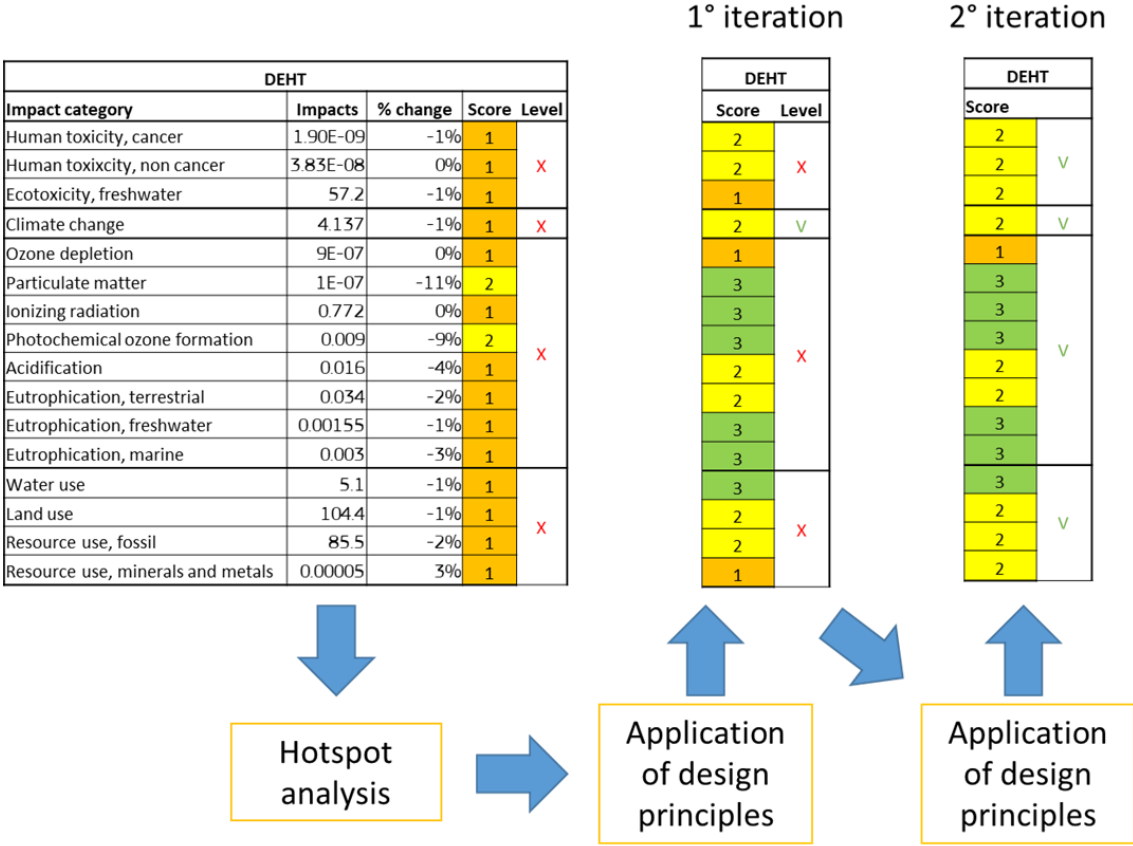 1° iteration
2° iteration
DEHT
Impact category Impacts % change Score Level
Human toxicity, cancer 1.90E-09 -1% 1
Human toxixcity, non cancer 3.83E-08 0% 1 X
Ecotoxicity, freshwater 57.2 -1% 1
Climate change 4.137 -1% 1 X
Ozone depletion 9E-07 0% 1
Particulate matter 1E-07 -11% 2
Ionizing radiation 0.772 0% 1
Photochemical ozone formation 0.009 -9% 2
X
Acidification 0.016 -4% 1
Eutrophication, terrestrial 0.034 -2% 1
Eutrophication, freshwater 0.00155 -1% 1
Eutrophication, marine 0.003 -3% 1
Water use 5.1 -1% 1
Land use 104.4 -1% 1
X
Resource use, fossil 85.5 -2% 1
Resource use, minerals and metals 0.00005 3% 1
DEHT
Score Level
2
2 X
1
2 V
1
3
3
3
X
2
2
3
3
3
2
X
2
1
DEHT
Score
2
2 V
2
2 V
1
3
3
3
V
2
2
3
3
3
2
V
2
2
Hotspot
analysis
Application
of design
principles
Application
of design
principles